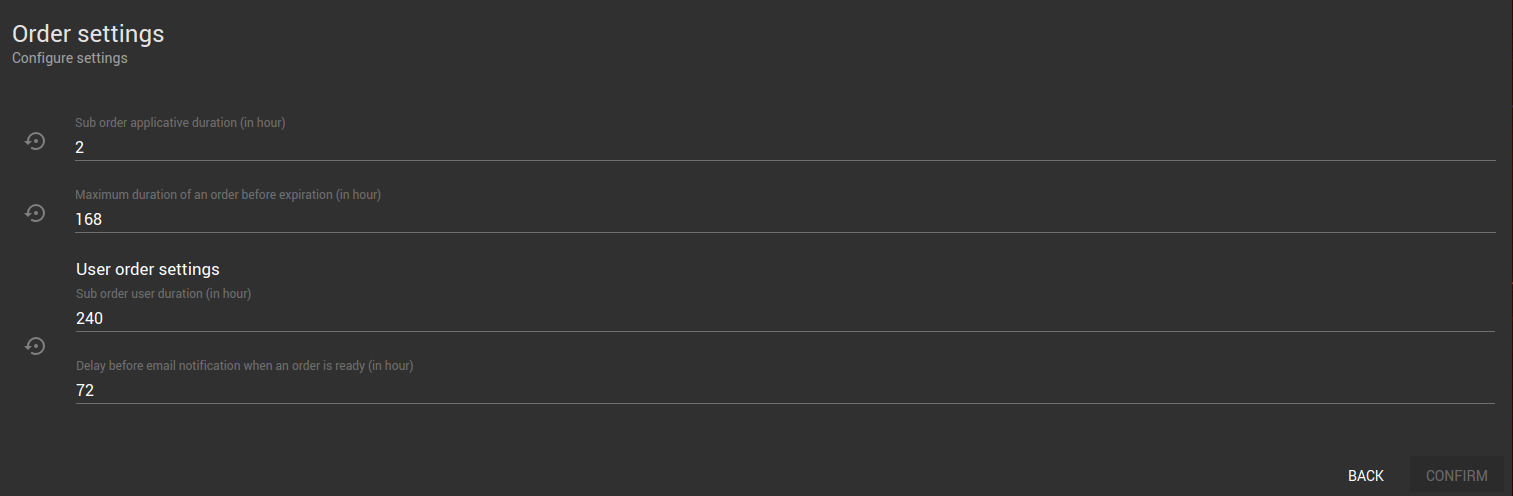 Order settings
Configure settings
Sub order applicative duration (in hour)
2
Maximum duration of an order before expiration (in hour)
168
User order settings
Sub order user duration (in hour)
240
Delay before email notification when an order is ready (in hour)
72
BACK CONFIRM